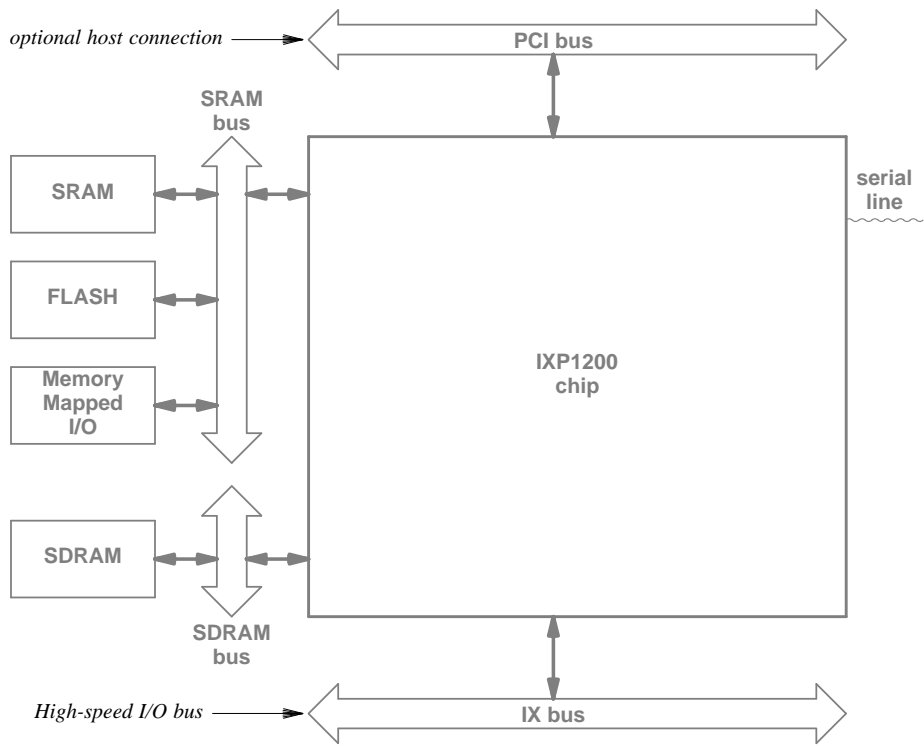 optional host connection
PCI bus
SRAM
bus
SRAM
serial
line
FLASH
IXP1200
chip
Memory
Mapped
I/O
SDRAM
SDRAM
bus
High-speed I/O bus
IX bus